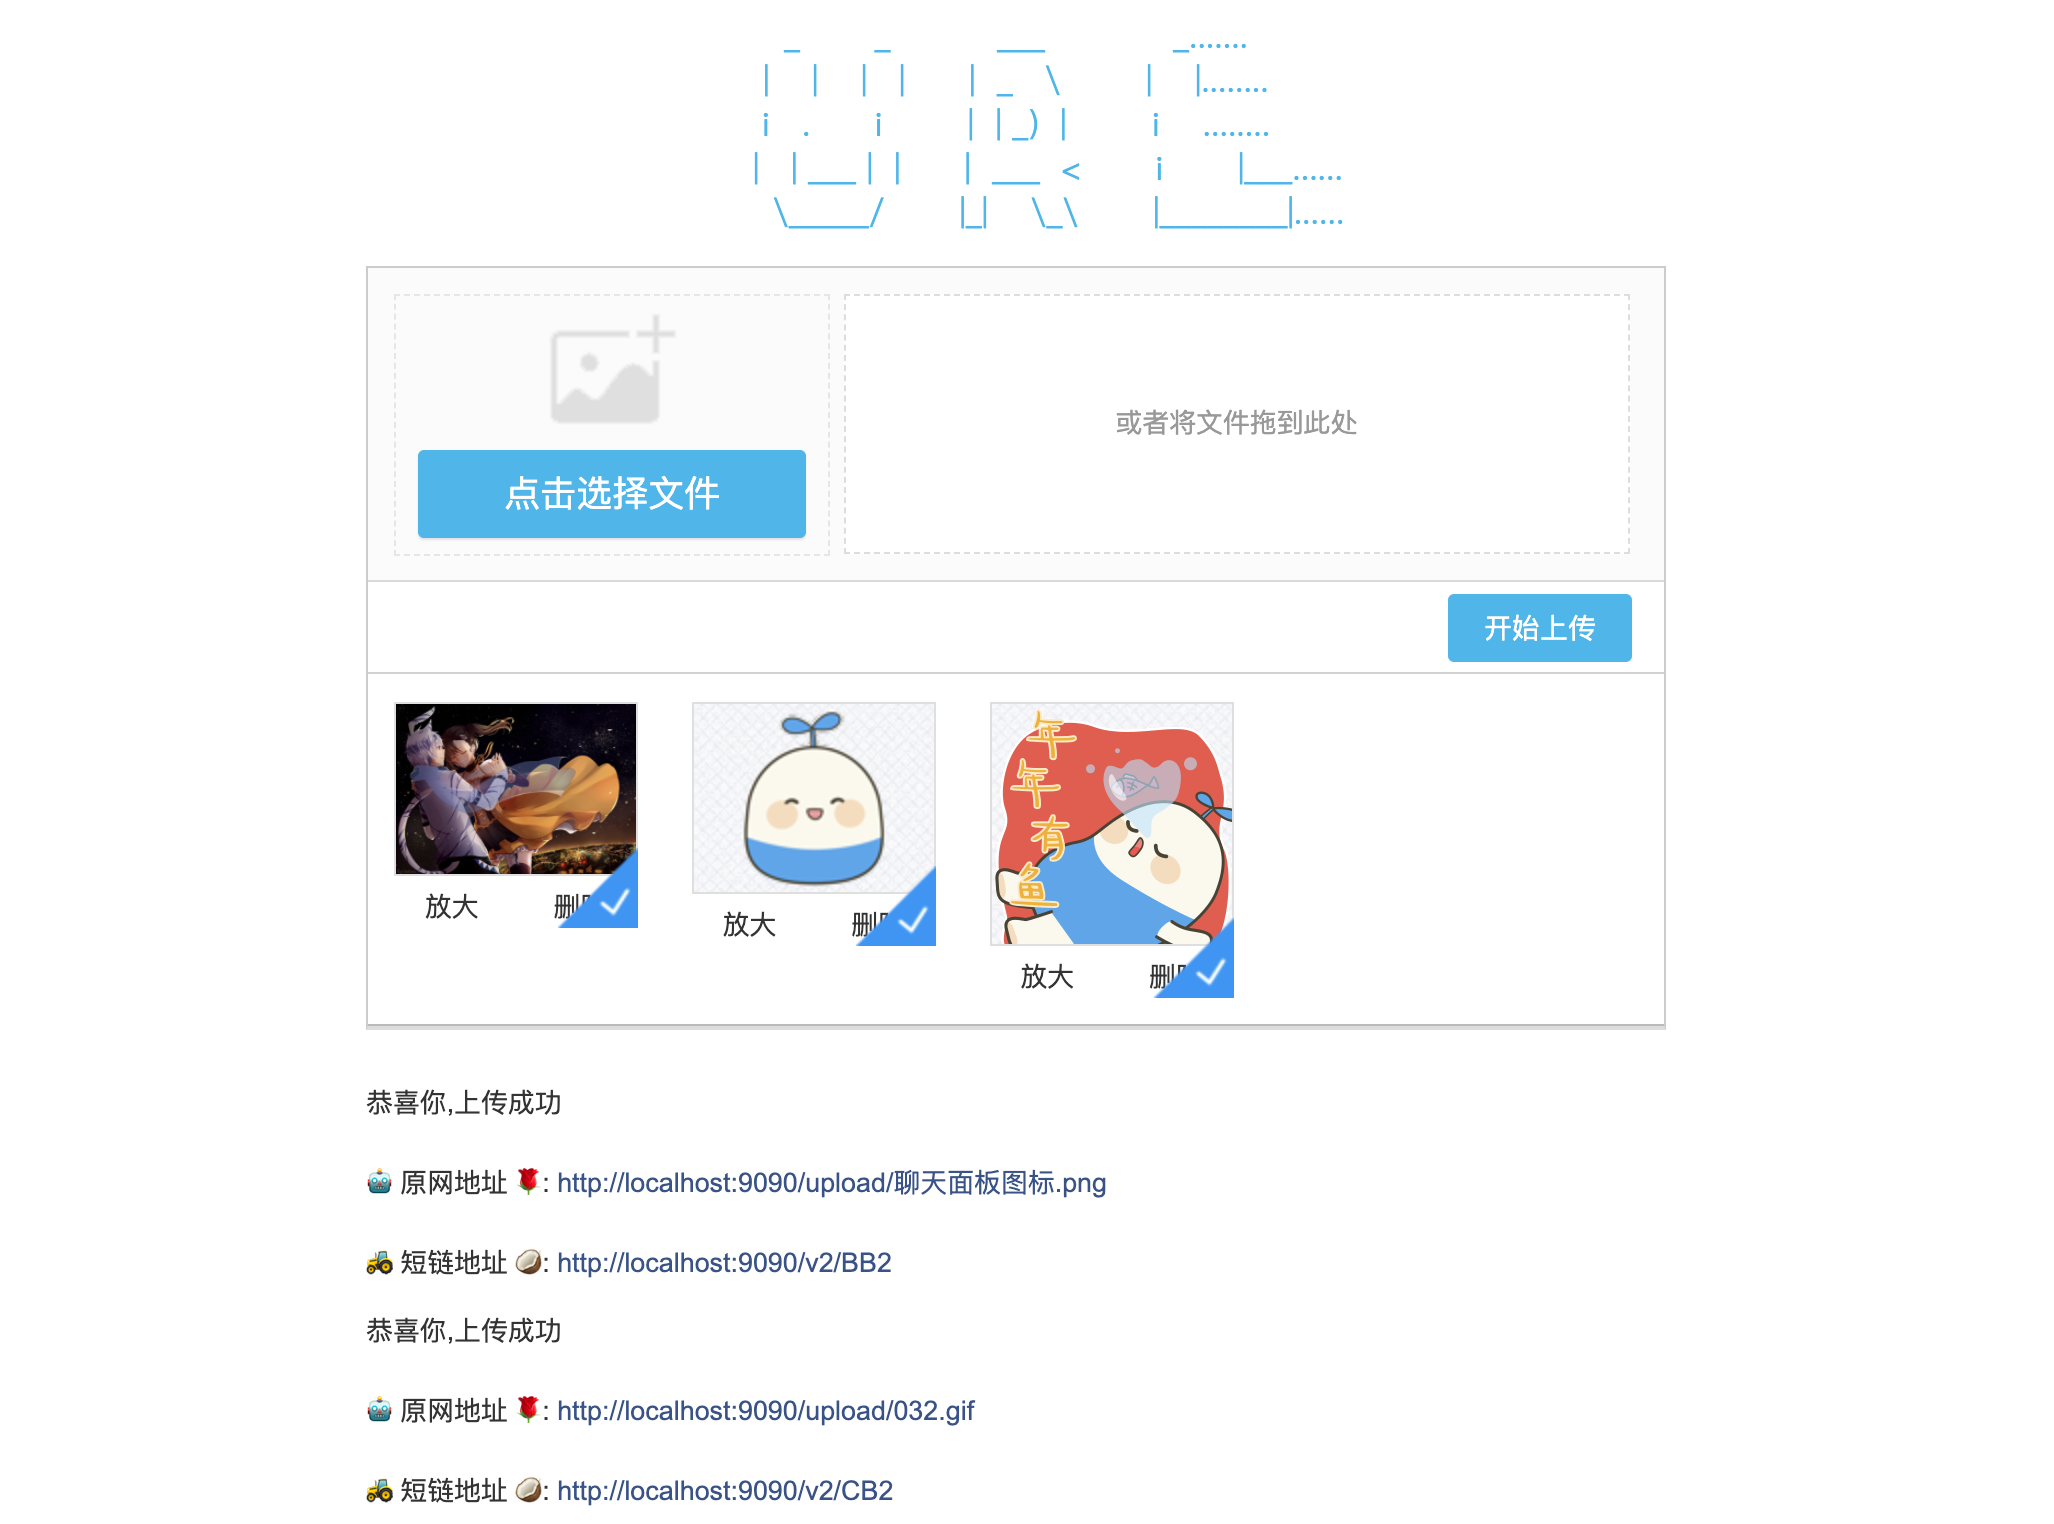 点击选择文件
或者将文件拖到此处
开始上传
年年有鱼
放大
放大
放大
恭喜你,上传成功
🤖 原网地址 🌹: http://localhost:9090/upload/聊天面板图标.png
🚜 短链地址 🥥: http://localhost:9090/v2/BB2
恭喜你,上传成功
🤖 原网地址 🌹: http://localhost:9090/upload/032.gif
🚜 短链地址 🥥: http://localhost:9090/v2/CB2